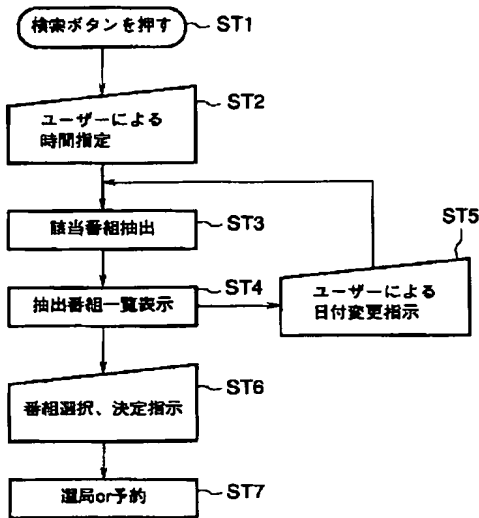 検索ボタンを押す
ST1
ユーザーによる
時間指定
ST2
該当番組抽出
ST3
抽出番組一覧表示
ST4
ユーザーによる
日付変更指示
ST5
番組選択、決定指示
ST6
選局or予約
ST7